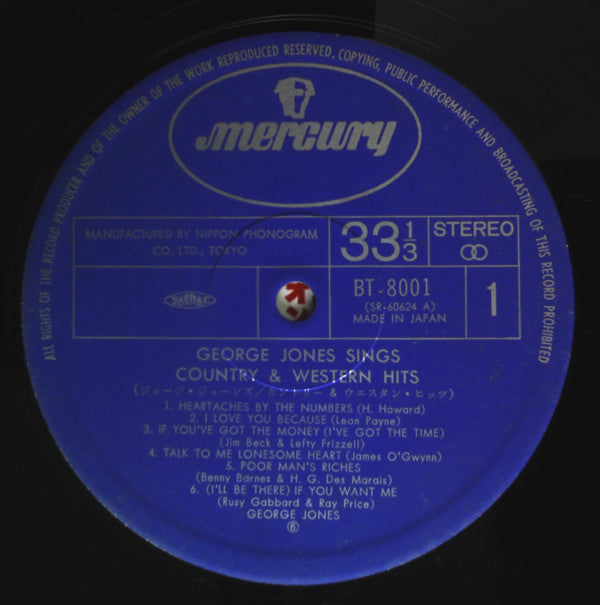 ALL RIGHTS OF THE RECORD PRODUCER AND OF THE OWNER OF THE WORK REPRODUCED RESERVED, COPYING, PUBLIC PERFORMANCE AND BROADCASTING OF THIS RECORD PROHIBITED
mercury
MANUFACTURED BY NIPPON PHONOGRAM
CO. LTD., TOKYO
33 1/3
STEREO
JASRAC
BT-8001
(SR-60624 A)
MADE IN JAPAN
1
GEORGE JONES SINGS
COUNTRY & WESTERN HITS
(ジョージ・ジョーンズ/カントリー & ウエスタン・ヒッツ)
1. HEARTACHES BY THE NUMBERS (H. Howard)
2. I LOVE YOU BECAUSE (Leon Payne)
3. IF YOU'VE GOT THE MONEY (I'VE GOT THE TIME)
(Jim Beck & Lefty Frizzell)
4. TALK TO ME LONESOME HEART (James O'Gwynn)
5. POOR MAN'S RICHES
(Benny Barnes & H. G. Des Marais)
6. (I'LL BE THERE) IF YOU WANT ME
(Rusy Gabbard & Ray Price)
GEORGE JONES
⑥